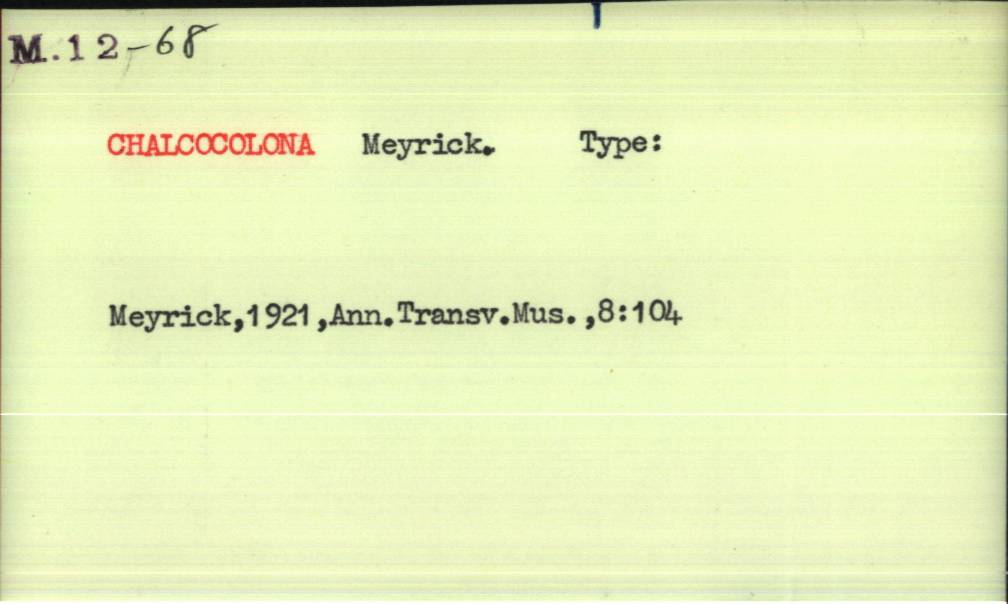 M.12-68
CHALCOCOLONA Meyrick. Type:
Meyrick,1921,Ann.Transv.Mus.,8:104